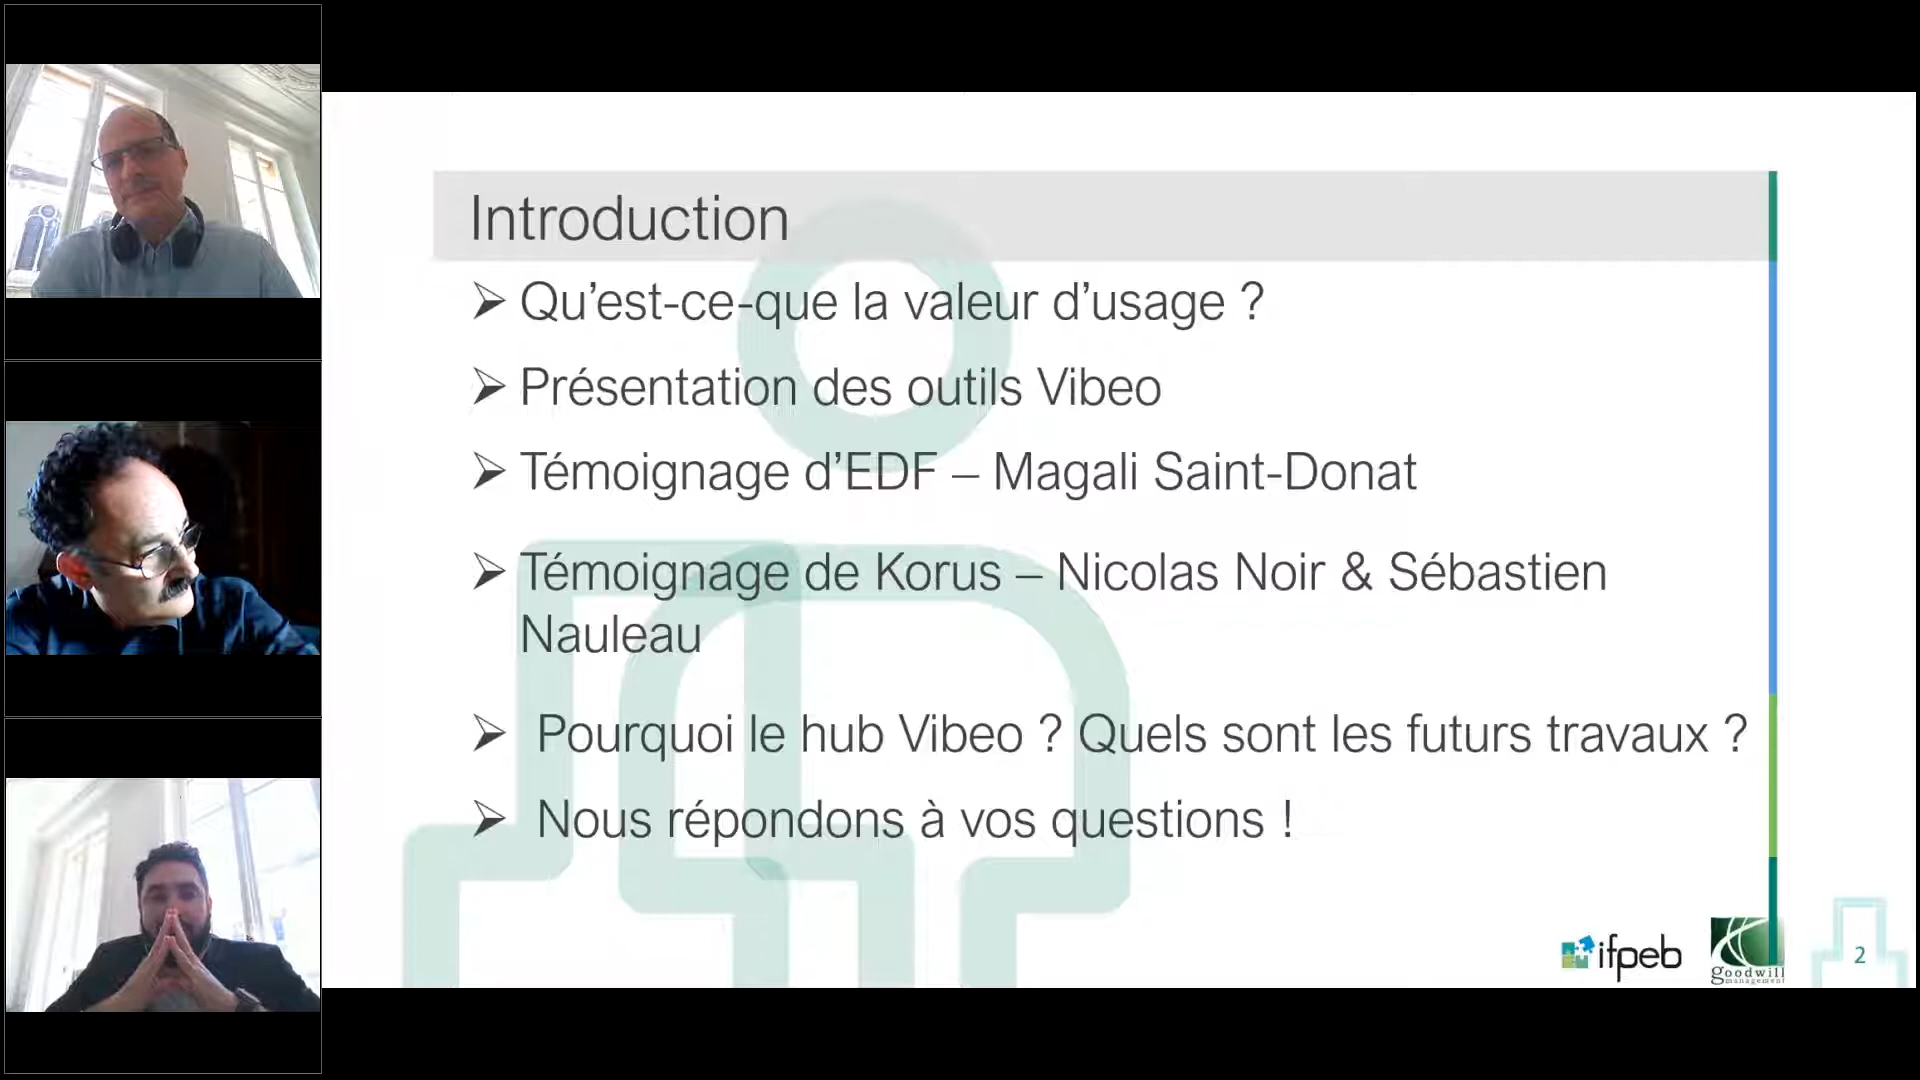 Introduction
➢ Qu’est-ce-que la valeur d’usage ?
➢ Présentation des outils Vibeo
➢ Témoignage d’EDF – Magali Saint-Donat
➢ Témoignage de Korus – Nicolas Noir & Sébastien
Nauleau
➢ Pourquoi le hub Vibeo ? Quels sont les futurs travaux ?
➢ Nous répondons à vos questions !
ifpeb
goodwill
management
2